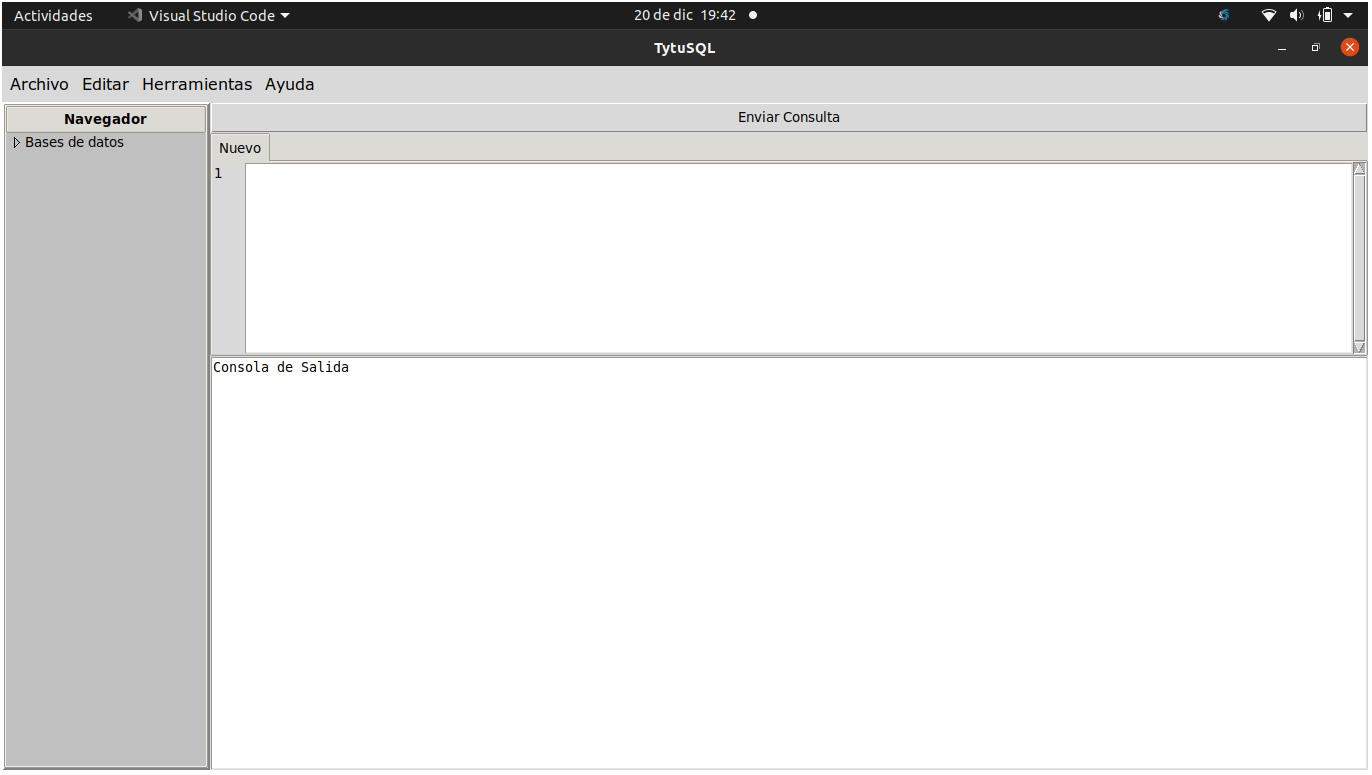 Actividades Visual Studio Code 20 de dic 19:42
TytuSQL
Archivo Editar Herramientas Ayuda
Navegador
Enviar Consulta
Bases de datos
Nuevo
1
Consola de Salida